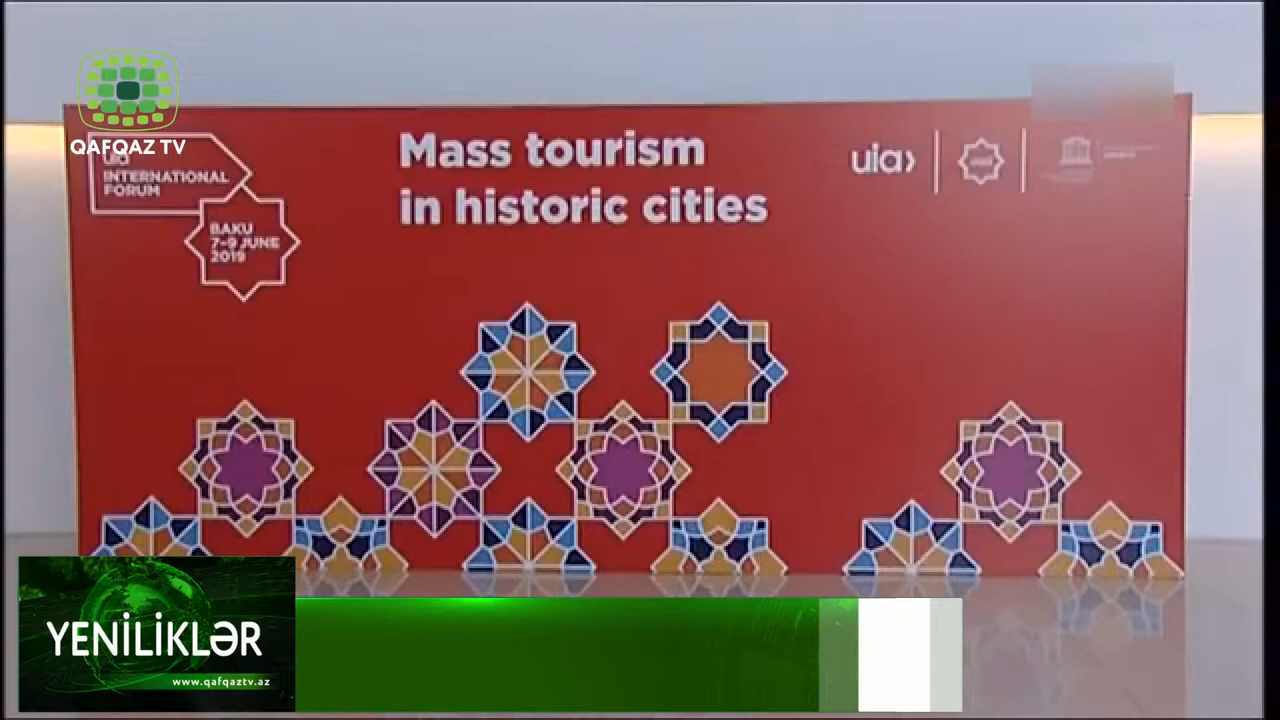 QAFQAZ TV
uia
INTERNATIONAL
FORUM
BAKU
7-9 JUNE
2019
Mass tourism
in historic cities
uia
YENİLİKLƏR
www.qafqaztv.az